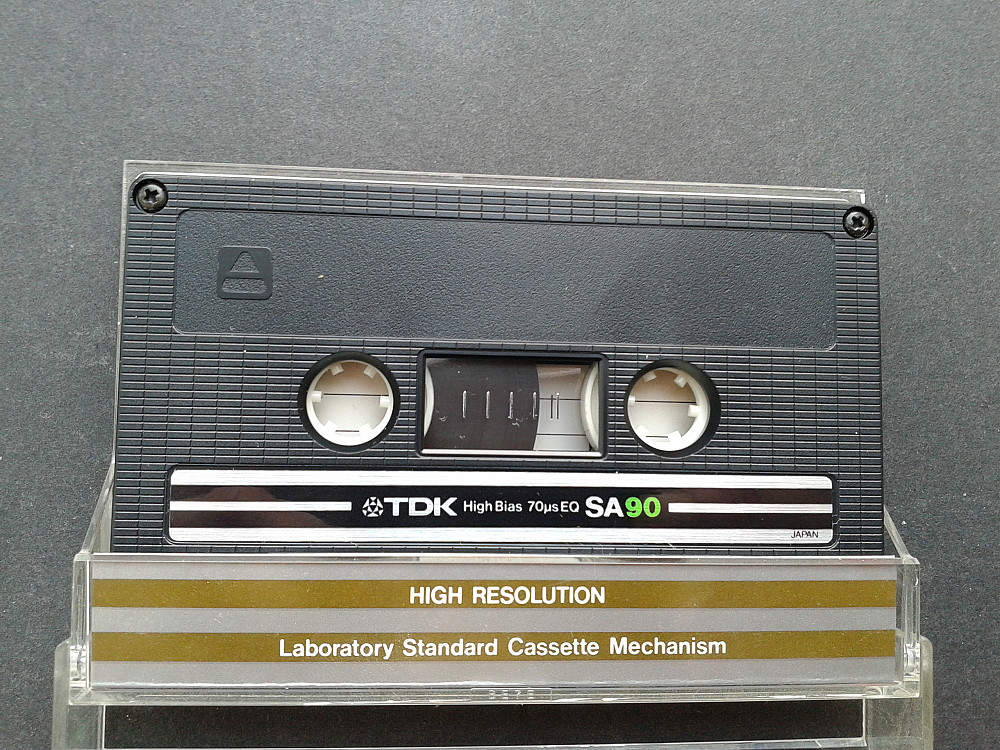 TDK High Bias 70µs EQ SA90
JAPAN
HIGH RESOLUTION
Laboratory Standard Cassette Mechanism